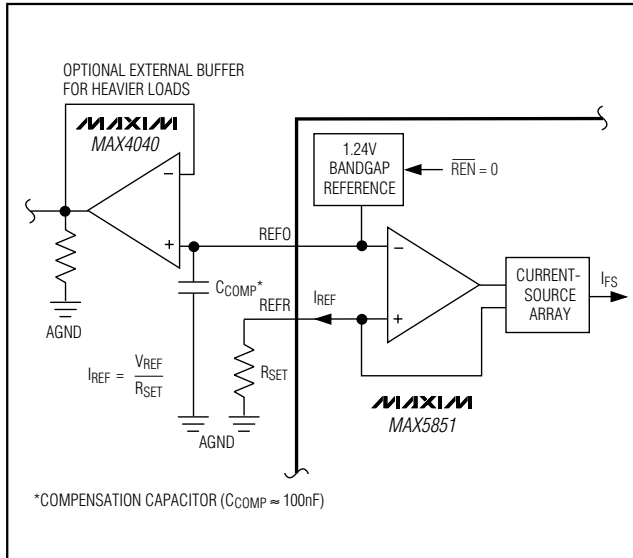 OPTIONAL EXTERNAL BUFFER
FOR HEAVIER LOADS
MAXIM
MAX4040
1.24V
BANDGAP
REFERENCE
REN = 0
-
+
REFO
-
+
CURRENT-
SOURCE
ARRAY
IFS
CCOMP*
REFR
IREF
AGND
IREF = VREF
RSET
RSET
AGND
MAXIM
MAX5851
*COMPENSATION CAPACITOR (CCOMP ≈ 100nF)